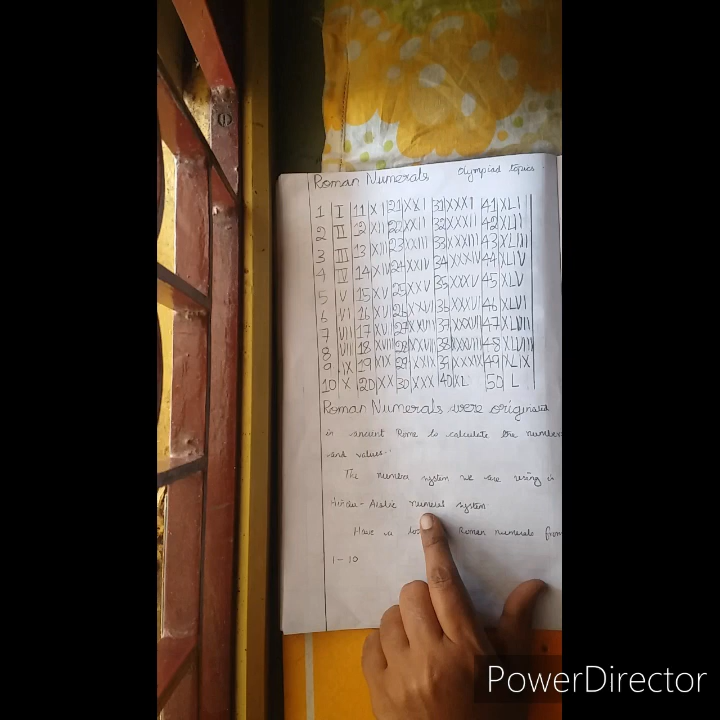 Roman Numerals Olympiad topics.
1 I 11 XI 21 XXI 31 XXXI 41 XLI
2 II 12 XII 22 XXII 32 XXXII 42 XLII
3 III 13 XIII 23 XXIII 33 XXXIII 43 XLIII
4 IV 14 XIV 24 XXIV 34 XXXIV 44 XLIV
5 V 15 XV 25 XXV 35 XXXV 45 XLV
6 VI 16 XVI 26 XXVI 36 XXXVI 46 XLVI
7 VII 17 XVII 27 XXVII 37 XXXVII 47 XLVII
8 VIII 18 XVIII 28 XXVIII 38 XXXVIII 48 XLVIII
9 IX 19 XIX 29 XXIX 39 XXXIX 49 XLIX
10 X 20 XX 30 XXX 40 XL 50 L
Roman Numerals were originated
in ancient Rome to calculate the number
and values.
The number system we are using is
numeral system
Have a Roman numerals from
1-10
PowerDirector